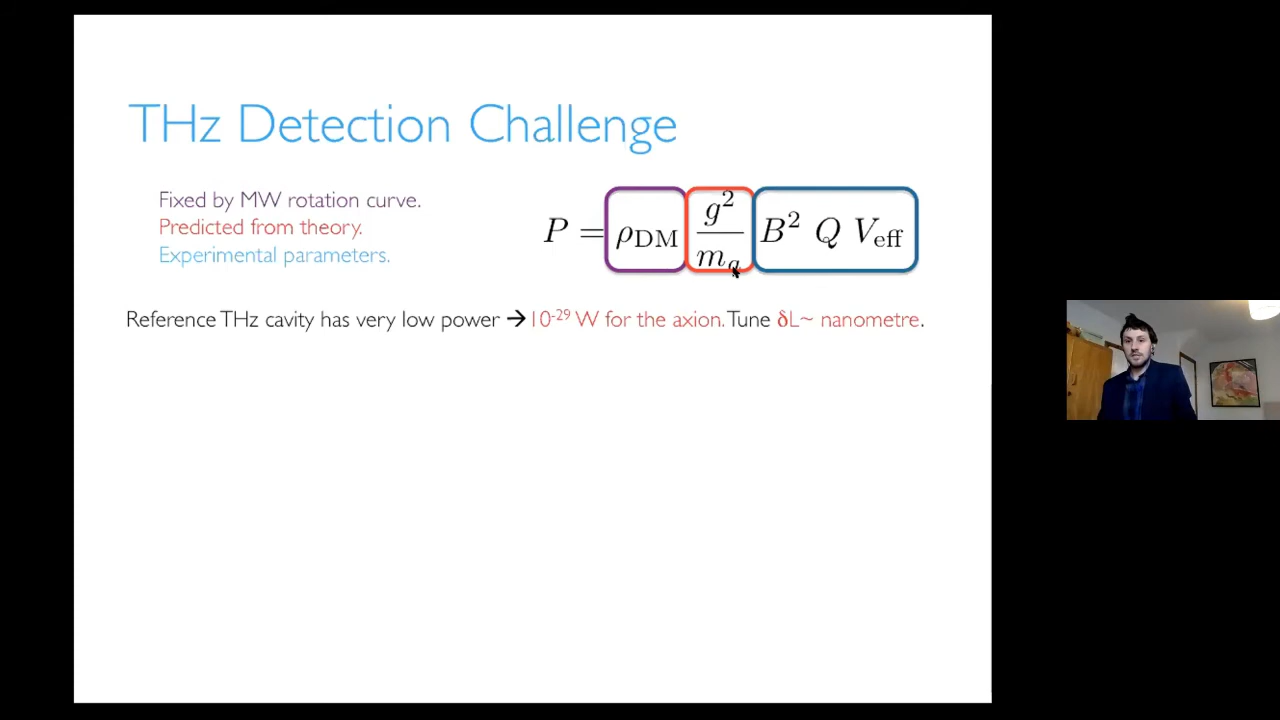 THz Detection Challenge
Fixed by MW rotation curve.
Predicted from theory.
Experimental parameters.
P = ρ_DM g²/m_a B² Q V_eff
Reference THz cavity has very low power → 10⁻²⁹ W for the axion. Tune δL~ nanometre.